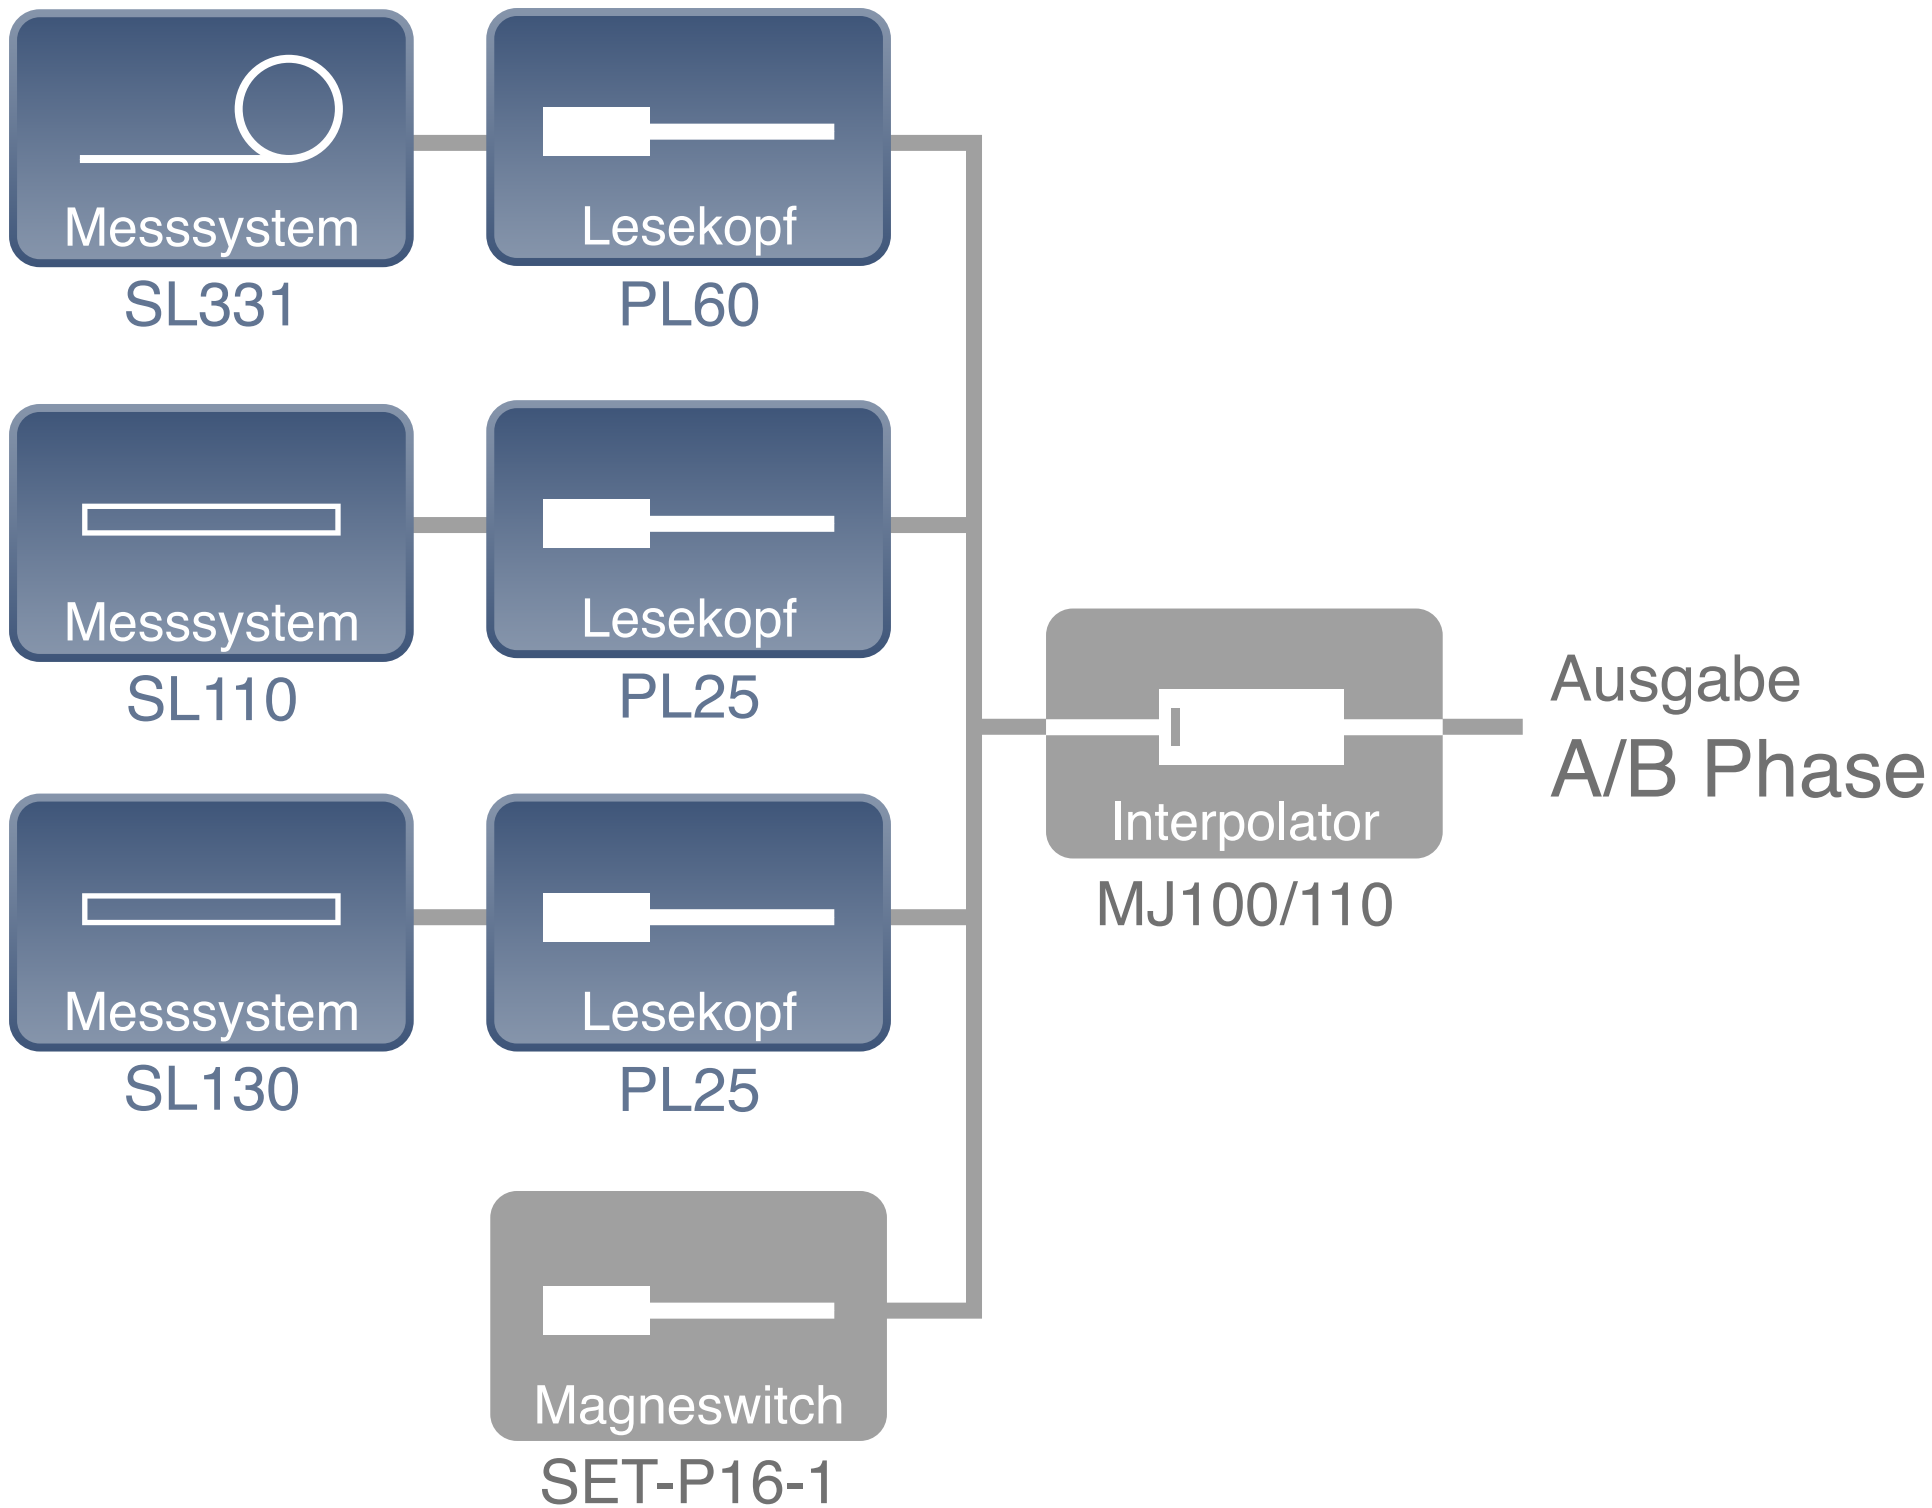 Messsystem
SL331
Lesekopf
PL60
Messsystem
SL110
Lesekopf
PL25
Messsystem
SL130
Lesekopf
PL25
Magneswitch
SET-P16-1
Interpolator
MJ100/110
Ausgabe
A/B Phase